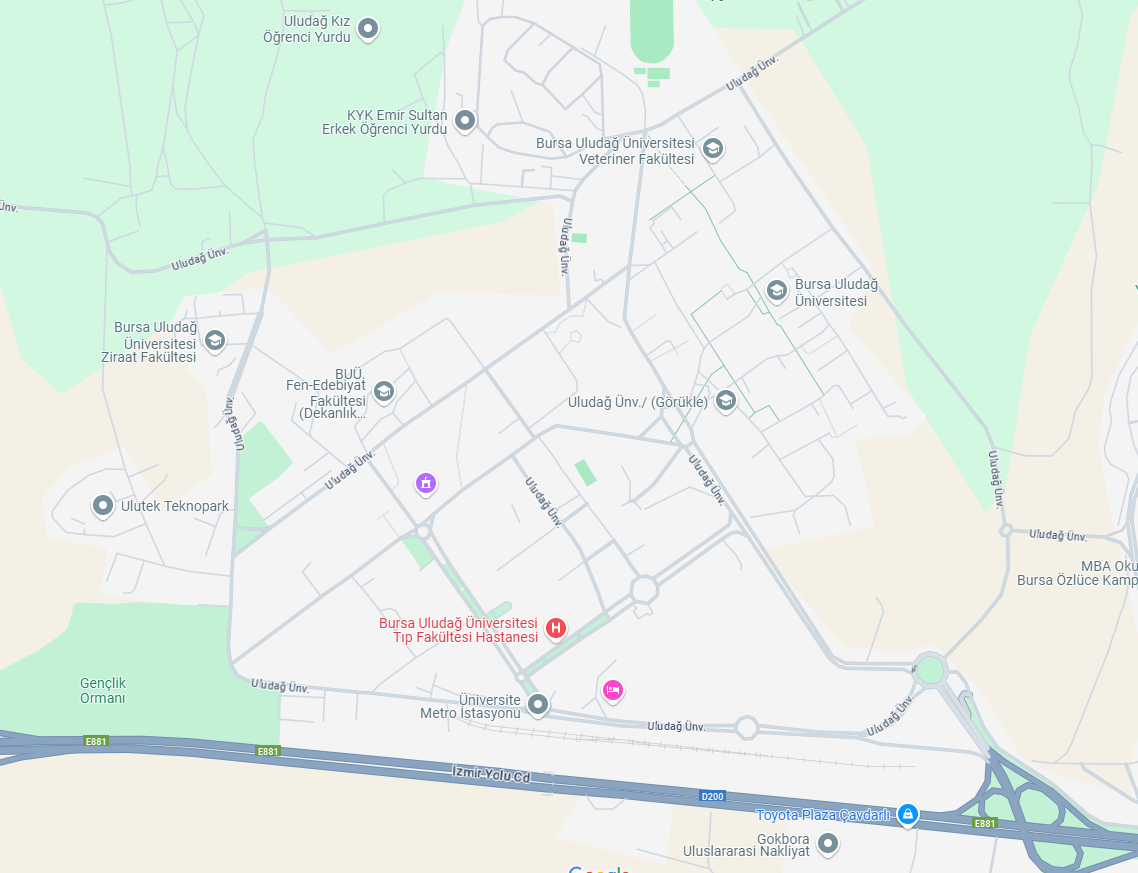 Uludağ Kız
Öğrenci Yurdu
Uludağ Ünv.
KYK Emir Sultan
Erkek Öğrenci Yurdu
Bursa Uludağ Üniversitesi
Veteriner Fakültesi
Ünv.
Uludağ Ünv.
Uludağ Ünv.
Bursa Uludağ
Üniversitesi
Bursa Uludağ
Üniversitesi
Ziraat Fakültesi
BUÜ.
Fen-Edebiyat
Fakültesi
(Dekanlık...
Uludağ Ünv./ (Görükle)
Uludağ Ünv.
Uludağ Ünv.
Uludağ Ünv.
Uludağ Ünv.
Uludağ Ünv.
Ulutek Teknopark
Uludağ Ünv.
MBA Oku
Bursa Özlüce Kamp
H
Bursa Uludağ Üniversitesi
Tıp Fakültesi Hastanesi
Gençlik
Ormanı
Uludağ Ünv.
Üniversite
Metro İstasyonu
Uludağ Ünv.
Uludağ Ünv.
E881
E881
İzmir Yolu Cd
D200
Toyota Plaza Çavdarlı
E881
Gokbora
Uluslararasi Nakliyat